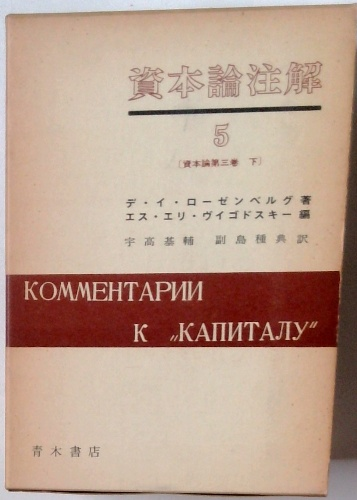 資本論注解
5
〔資本論第三巻 下〕
デ・イ・ローゼンベルグ 著
エス・エリ・ヴイゴドスキー 編
宇高基輔 副島種典 訳
КОММЕНТАРИИ
К „КАПИТАЛУ"
青木書店